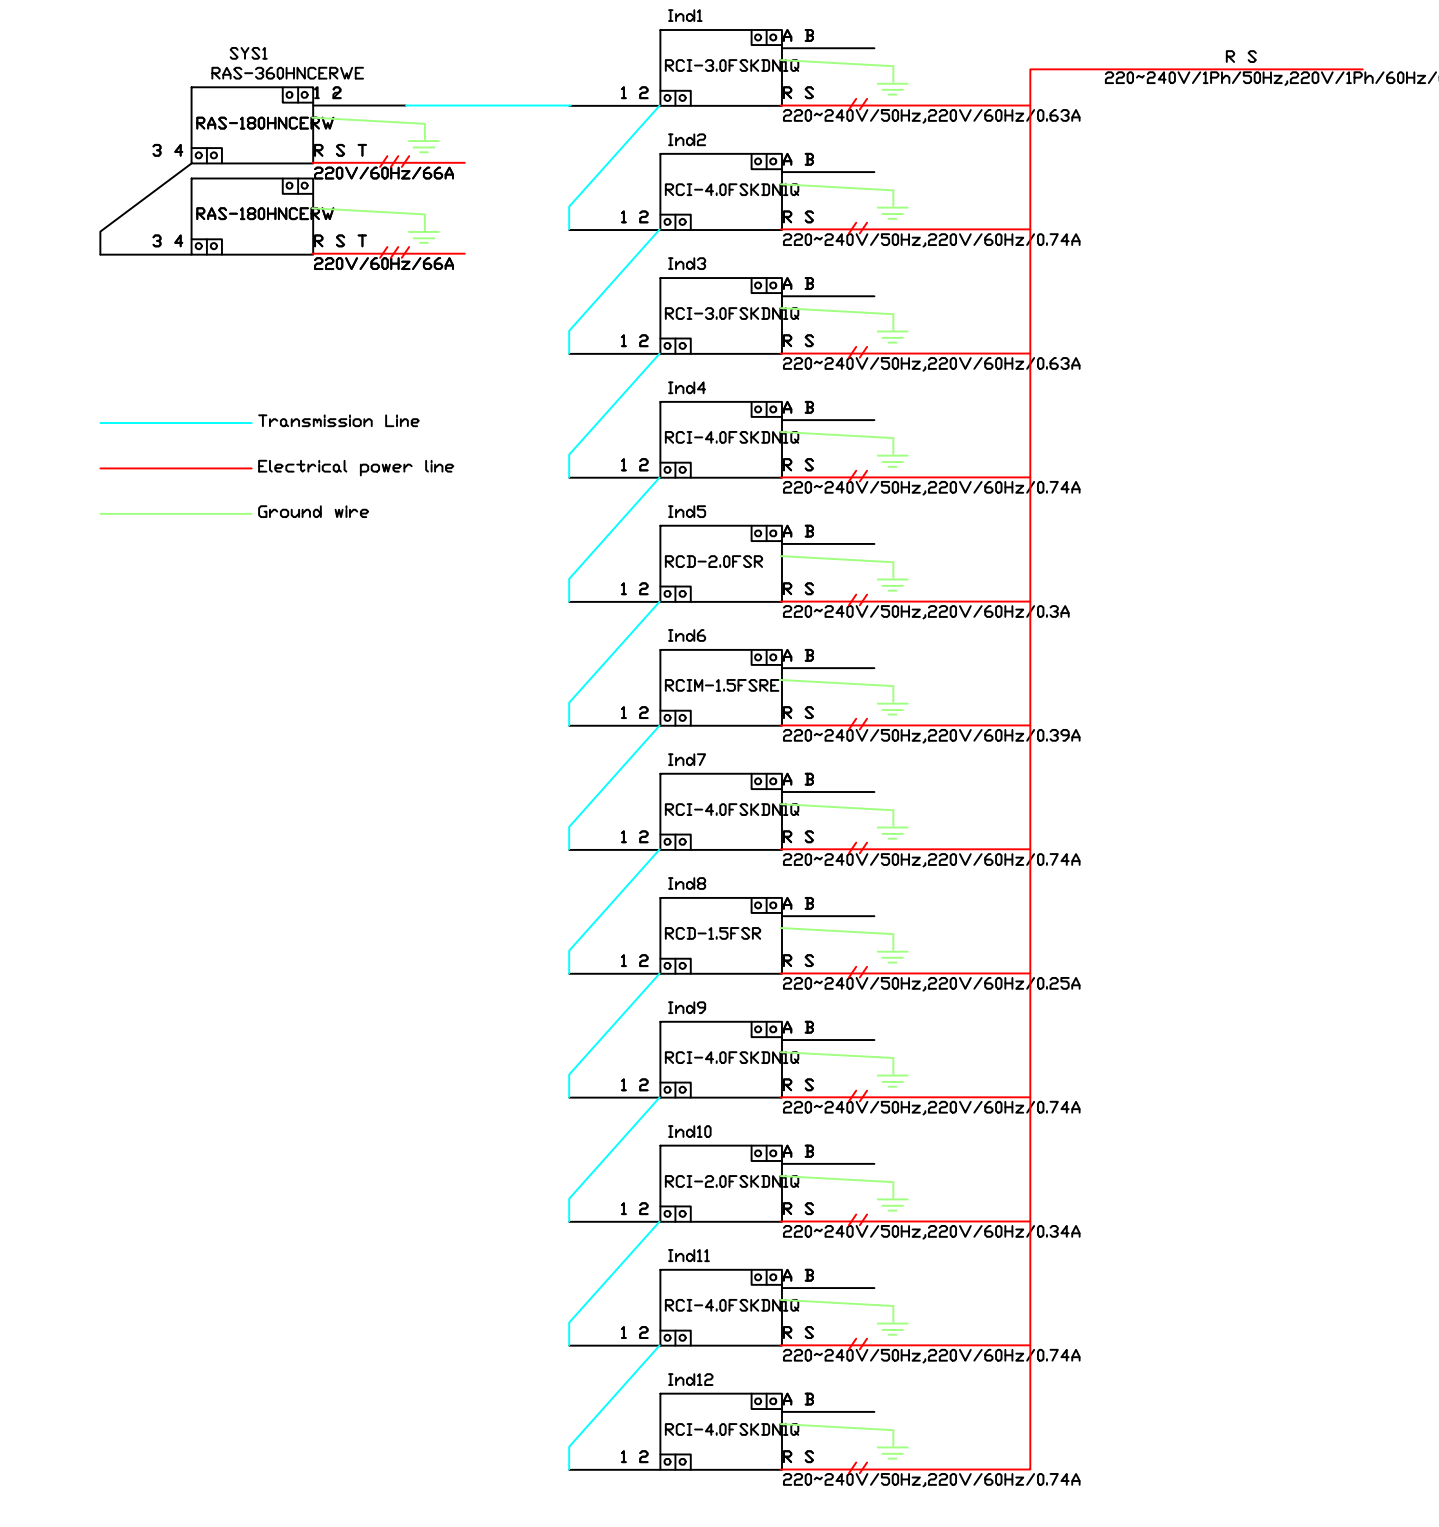 SYS1
RAS-360HNCERWE
1 2
RAS-180HNCERW
3 4
R S T
220V/60Hz/66A
RAS-180HNCERW
3 4
R S T
220V/60Hz/66A
Transmission Line
Electrical power line
Ground wire
Ind1
A B
RCI-3.0FSKDN1Q
1 2
R S
220~240V/50Hz,220V/60Hz/0.63A
Ind2
A B
RCI-4.0FSKDN1Q
1 2
R S
220~240V/50Hz,220V/60Hz/0.74A
Ind3
A B
RCI-3.0FSKDN1Q
1 2
R S
220~240V/50Hz,220V/60Hz/0.63A
Ind4
A B
RCI-4.0FSKDN1Q
1 2
R S
220~240V/50Hz,220V/60Hz/0.74A
Ind5
A B
RCD-2.0FSR
1 2
R S
220~240V/50Hz,220V/60Hz/0.3A
Ind6
A B
RCIM-1.5FSRE
1 2
R S
220~240V/50Hz,220V/60Hz/0.39A
Ind7
A B
RCI-4.0FSKDN1Q
1 2
R S
220~240V/50Hz,220V/60Hz/0.74A
Ind8
A B
RCD-1.5FSR
1 2
R S
220~240V/50Hz,220V/60Hz/0.25A
Ind9
A B
RCI-4.0FSKDN1Q
1 2
R S
220~240V/50Hz,220V/60Hz/0.74A
Ind10
A B
RCI-2.0FSKDN1Q
1 2
R S
220~240V/50Hz,220V/60Hz/0.34A
Ind11
A B
RCI-4.0FSKDN1Q
1 2
R S
220~240V/50Hz,220V/60Hz/0.74A
Ind12
A B
RCI-4.0FSKDN1Q
1 2
R S
220~240V/50Hz,220V/60Hz/0.74A
R S
220~240V/1Ph/50Hz,220V/1Ph/60Hz/